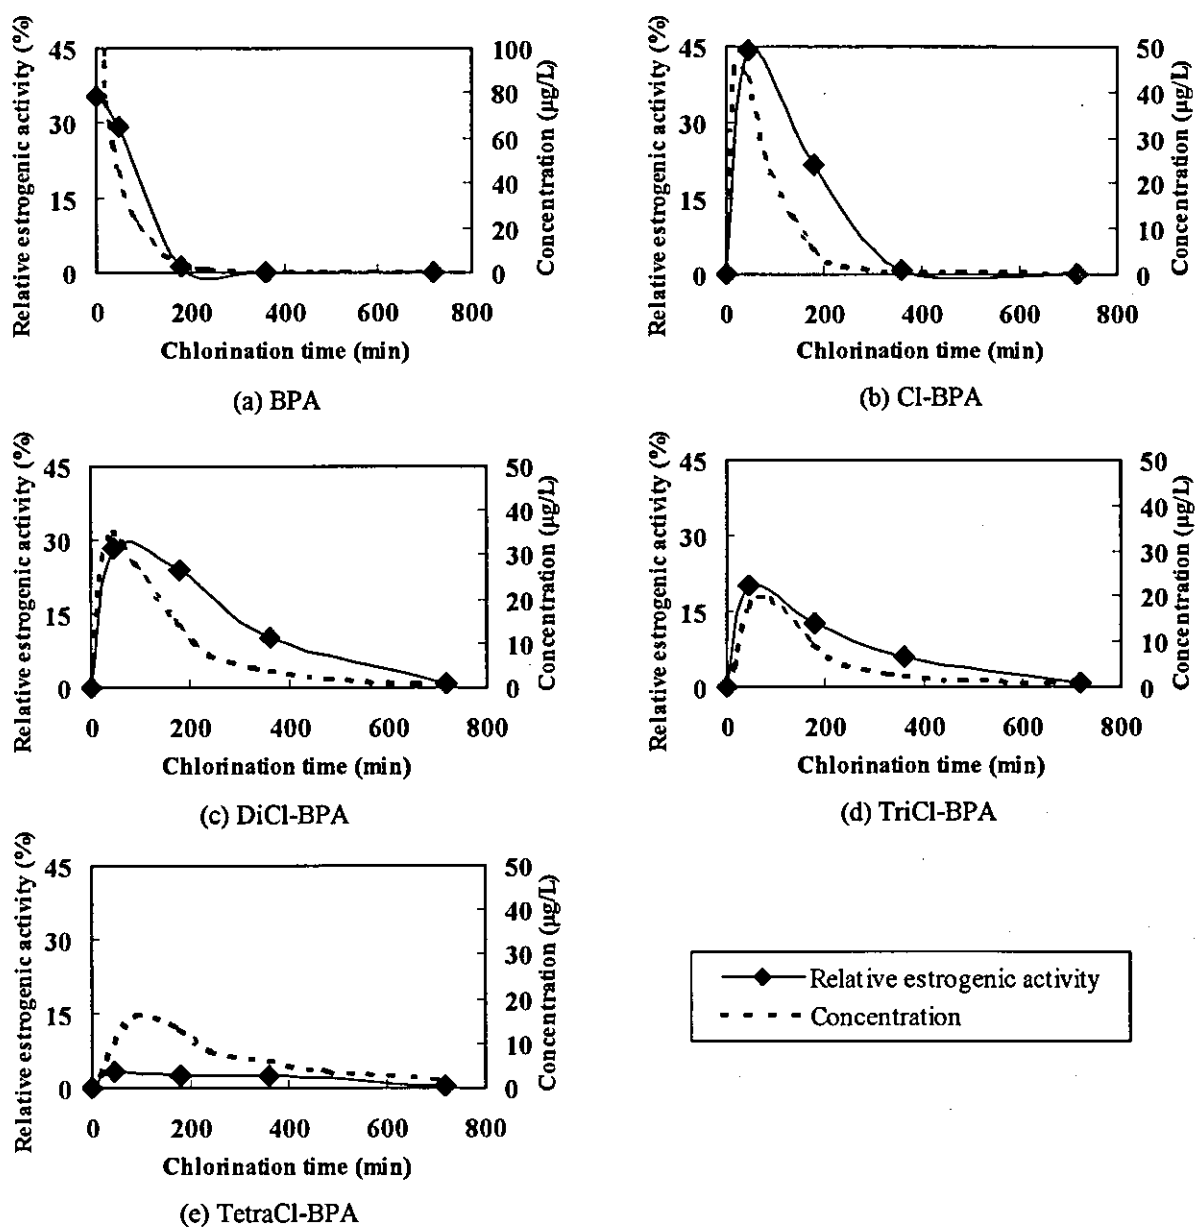 Relative estrogenic activity (%)
45
30
15
0
100
80
60
40
20
0
Concentration (µg/L)
0 200 400 600 800
Chlorination time (min)
(a) BPA
Relative estrogenic activity (%)
45
30
15
0
50
40
30
20
10
0
Concentration (µg/L)
0 200 400 600 800
Chlorination time (min)
(b) Cl-BPA
Relative estrogenic activity (%)
45
30
15
0
50
40
30
20
10
0
Concentration (µg/L)
0 200 400 600 800
Chlorination time (min)
(c) DiCl-BPA
Relative estrogenic activity (%)
45
30
15
0
50
40
30
20
10
0
Concentration (µg/L)
0 200 400 600 800
Chlorination time (min)
(d) TriCl-BPA
Relative estrogenic activity (%)
45
30
15
0
50
40
30
20
10
0
Concentration (µg/L)
0 200 400 600 800
Chlorination time (min)
(e) TetraCl-BPA
Relative estrogenic activity
Concentration